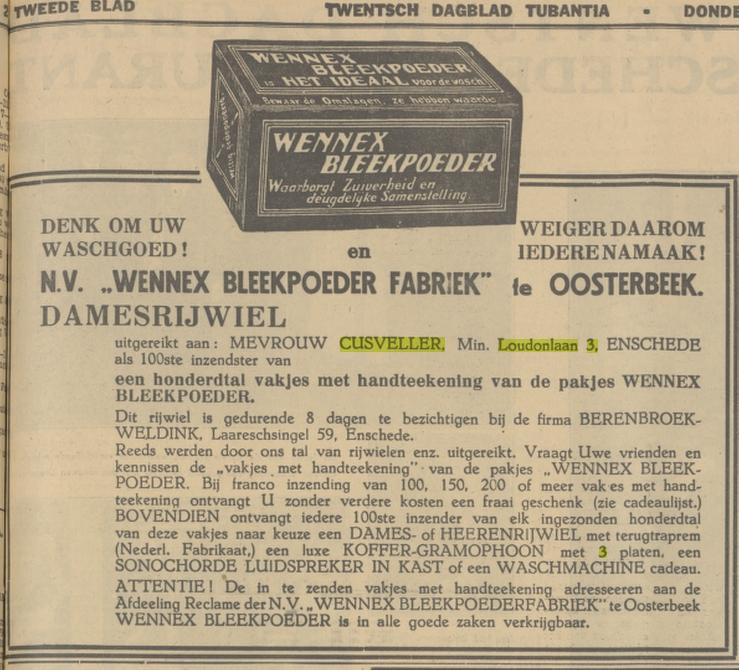 TWEEDE BLAD TWENTSCH DAGBLAD TUBANTIA - DONDE
WENNEX
BLEEKPOEDER
is HET IDEAAL voor de wasch
Bewaar de Omslagen, ze hebben waarde
WENNEX
BLEEKPOEDER
Waarborgt Zuiverheid en
deugdelijke Samenstelling.
DENK OM UW
WASCHGOED!
en
WEIGER DAAROM
IEDERE NAMAAK!
N.V. „WENNEX BLEEKPOEDER FABRIEK" te OOSTERBEEK.
DAMESRIJWIEL
uitgereikt aan: MEVROUW CUSVELLER, Min. Loudonlaan 3, ENSCHEDE
als 100ste inzendster van
een honderdtal vakjes met handteekening van de pakjes WENNEX
BLEEKPOEDER.
Dit rijwiel is gedurende 8 dagen te bezichtigen bij de firma BERENBROEK-
WELDINK, Laareschsingel 59, Enschede.
Reeds werden door ons tal van rijwielen enz. uitgereikt. Vraagt Uwe vrienden en
kennissen de „vakjes met handteekening" van de pakjes „WENNEX BLEEK-
POEDER. Bij franco inzending van 100, 150, 200 of meer vakjes met hand-
teekening ontvangt U zonder verdere kosten een fraai geschenk (zie cadeaulijst.)
BOVENDIEN ontvangt iedere 100ste inzender van elk ingezonden honderdtal
van deze vakjes naar keuze een DAMES- of HEERENRIJWIEL met terugtraprem
(Nederl. Fabrikaat,) een luxe KOFFER-GRAMOPHOON met 3 platen, een
SONOCHORDE LUIDSPREKER IN KAST of een WASCHMACHINE cadeau.
ATTENTIE! De in te zenden vakjes met handteekening adresseeren aan de
Afdeeling Reclame der N.V. „WENNEX BLEEKPOEDERFABRIEK" te Oosterbeek
WENNEX BLEEKPOEDER is in alle goede zaken verkrijgbaar.